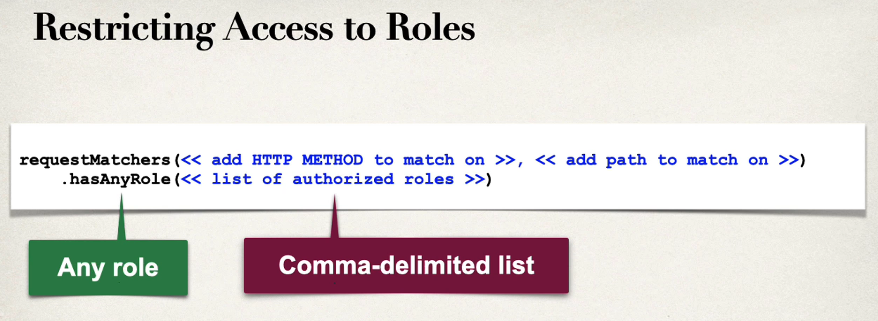 Restricting Access to Roles
requestMatchers(<< add HTTP METHOD to match on >>, << add path to match on >>)
.hasAnyRole(<< list of authorized roles >>)
Any role
Comma-delimited list